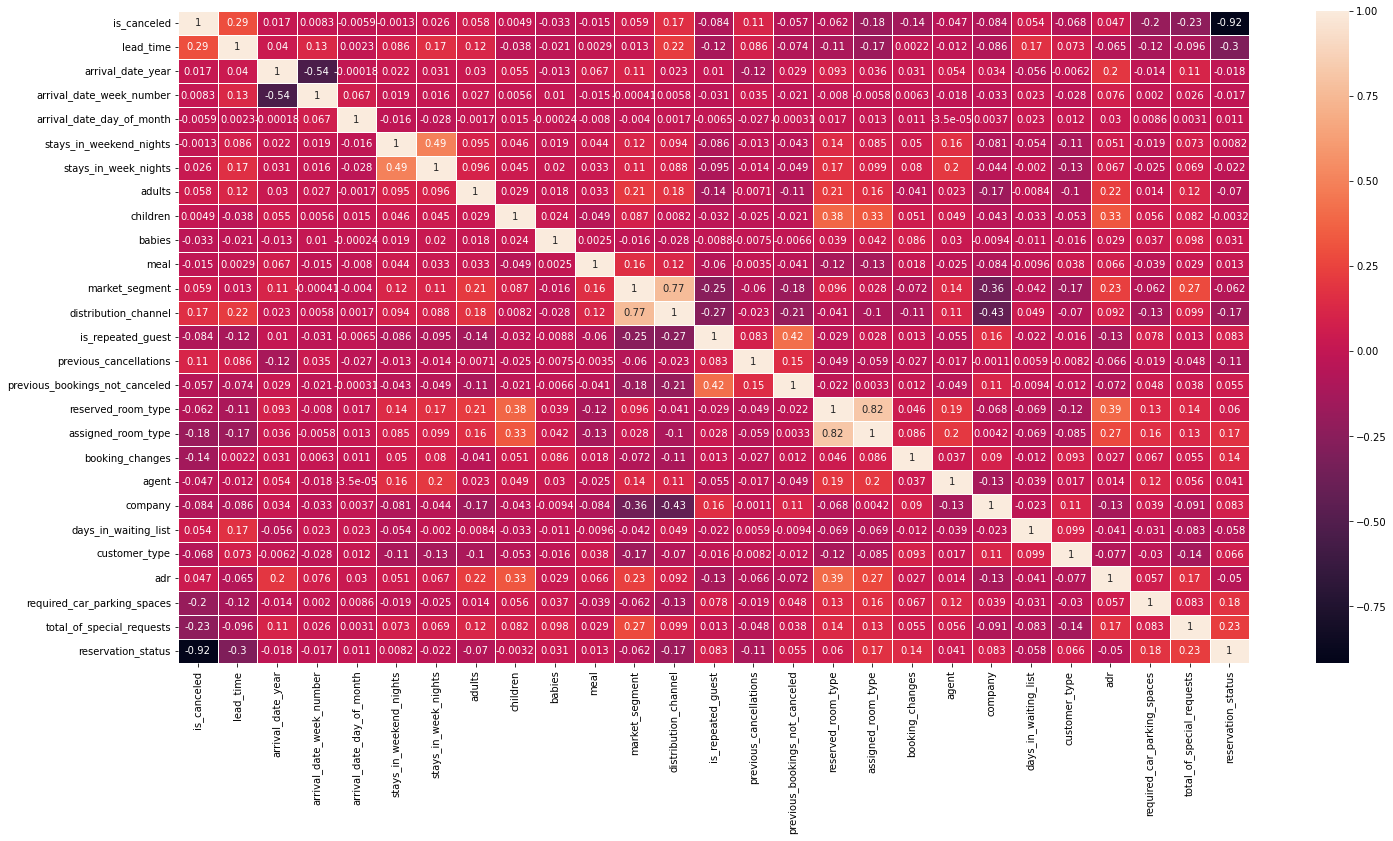 is_canceled 1 0.29 0.017 0.0083 -0.0059 -0.0013 0.026 0.058 0.0049 -0.033 -0.015 0.059 0.17 -0.084 0.11 -0.057 -0.062 -0.18 -0.14 -0.047 -0.084 0.054 -0.068 0.047 -0.2 -0.23 -0.92
lead_time 0.29 1 0.04 0.13 0.0023 0.086 0.17 0.12 -0.038 -0.021 0.0029 0.013 0.22 -0.12 0.086 -0.074 -0.11 -0.17 0.0022 -0.012 -0.086 0.17 0.073 -0.065 -0.12 -0.096 -0.3
arrival_date_year 0.017 0.04 1 -0.54 -0.00018 0.022 0.031 0.03 0.055 -0.013 0.067 0.11 0.023 0.01 -0.12 0.029 0.093 0.036 0.031 0.054 0.034 -0.056 -0.0062 0.2 -0.014 0.11 -0.018
arrival_date_week_number 0.0083 0.13 -0.54 1 0.067 0.019 0.016 0.027 0.0056 0.01 -0.015 -0.00041 0.0058 -0.031 0.035 -0.021 -0.008 -0.0058 0.0063 -0.018 -0.033 0.023 -0.028 0.076 0.002 0.026 -0.017
arrival_date_day_of_month -0.0059 0.0023 -0.00018 0.067 1 -0.016 -0.028 -0.0017 0.015 -0.00024 -0.008 -0.004 0.0017 -0.0065 -0.027 -0.00031 0.017 0.013 0.011 -3.5e-05 0.0037 0.023 0.012 0.03 0.0086 0.0031 0.011
stays_in_weekend_nights -0.0013 0.086 0.022 0.019 -0.016 1 0.49 0.095 0.046 0.019 0.044 0.12 0.094 -0.086 -0.013 -0.043 0.14 0.085 0.05 0.16 -0.081 -0.054 -0.11 0.051 -0.019 0.073 0.0082
stays_in_week_nights 0.026 0.17 0.031 0.016 -0.028 0.49 1 0.096 0.045 0.02 0.033 0.11 0.088 -0.095 -0.014 -0.049 0.17 0.099 0.08 0.2 -0.044 -0.002 -0.13 0.067 -0.025 0.069 -0.022
adults 0.058 0.12 0.03 0.027 -0.0017 0.095 0.096 1 0.029 0.018 0.033 0.21 0.18 -0.14 -0.0071 -0.11 0.21 0.16 -0.041 0.023 -0.17 -0.0084 -0.1 0.22 0.014 0.12 -0.07
children 0.0049 -0.038 0.055 0.0056 0.015 0.046 0.045 0.029 1 0.024 -0.049 0.087 0.0082 -0.032 -0.025 -0.021 0.38 0.33 0.051 0.049 -0.043 -0.033 -0.053 0.33 0.056 0.082 -0.0032
babies -0.033 -0.021 -0.013 0.01 -0.00024 0.019 0.02 0.018 0.024 1 0.0025 -0.016 -0.028 -0.0088 -0.0075 -0.0066 0.039 0.042 0.086 0.03 -0.0094 -0.011 -0.016 0.029 0.037 0.098 0.031
meal -0.015 0.0029 0.067 -0.015 -0.008 0.044 0.033 0.033 -0.049 0.0025 1 0.16 0.12 -0.06 -0.0035 -0.041 -0.12 -0.13 0.018 -0.025 -0.084 -0.0096 0.038 0.066 -0.039 0.029 0.013
market_segment 0.059 0.013 0.11 -0.00041 -0.004 0.12 0.11 0.21 0.087 -0.016 0.16 1 0.77 -0.25 -0.06 -0.18 0.096 0.028 -0.072 0.14 -0.36 -0.042 -0.17 0.23 -0.062 0.27 -0.062
distribution_channel 0.17 0.22 0.023 0.0058 0.0017 0.094 0.088 0.18 0.0082 -0.028 0.12 0.77 1 -0.27 -0.023 -0.21 -0.041 -0.1 -0.11 0.11 -0.43 0.049 -0.07 0.092 -0.13 0.099 -0.17
is_repeated_guest -0.084 -0.12 0.01 -0.031 -0.0065 -0.086 -0.095 -0.14 -0.032 -0.0088 -0.06 -0.25 -0.27 1 0.083 0.42 -0.029 0.028 0.013 -0.055 0.16 -0.022 -0.016 -0.13 0.078 0.013 0.083
previous_cancellations 0.11 0.086 -0.12 0.035 -0.027 -0.013 -0.014 -0.0071 -0.025 -0.0075 -0.0035 -0.06 -0.023 0.083 1 0.15 -0.049 -0.059 -0.027 -0.017 -0.0011 0.0059 -0.0082 -0.066 -0.019 -0.048 -0.11
previous_bookings_not_canceled -0.057 -0.074 0.029 -0.021 -0.00031 -0.043 -0.049 -0.11 -0.021 -0.0066 -0.041 -0.18 -0.21 0.42 0.15 1 -0.022 0.0033 0.012 -0.049 0.11 -0.0094 -0.012 -0.072 0.048 0.038 0.055
reserved_room_type -0.062 -0.11 0.093 -0.008 0.017 0.14 0.17 0.21 0.38 0.039 -0.12 0.096 -0.041 -0.029 -0.049 -0.022 1 0.82 0.046 0.19 -0.068 -0.069 -0.12 0.39 0.13 0.14 0.06
assigned_room_type -0.18 -0.17 0.036 -0.0058 0.013 0.085 0.099 0.16 0.33 0.042 -0.13 0.028 -0.1 0.028 -0.059 0.0033 0.82 1 0.086 0.2 0.0042 -0.069 -0.085 0.27 0.16 0.13 0.17
booking_changes -0.14 0.0022 0.031 0.0063 0.011 0.05 0.08 -0.041 0.051 0.086 0.018 -0.072 -0.11 0.013 -0.027 0.012 0.046 0.086 1 0.037 0.09 -0.012 0.093 0.027 0.067 0.055 0.14
agent -0.047 -0.012 0.054 -0.018 -3.5e-05 0.16 0.2 0.023 0.049 0.03 -0.025 0.14 0.11 -0.055 -0.017 -0.049 0.19 0.2 0.037 1 -0.13 -0.039 0.017 0.014 0.12 0.056 0.041
company -0.084 -0.086 0.034 -0.033 0.0037 -0.081 -0.044 -0.17 -0.043 -0.0094 -0.084 -0.36 -0.43 0.16 -0.0011 0.11 -0.068 0.0042 0.09 -0.13 1 -0.023 0.11 -0.13 0.039 -0.091 0.083
days_in_waiting_list 0.054 0.17 -0.056 0.023 0.023 -0.054 -0.002 -0.0084 -0.033 -0.011 -0.0096 -0.042 0.049 -0.022 0.0059 -0.0094 -0.069 -0.069 -0.012 -0.039 -0.023 1 0.099 -0.041 -0.031 -0.083 -0.058
customer_type -0.068 0.073 -0.0062 -0.028 0.012 -0.11 -0.13 -0.1 -0.053 -0.016 0.038 -0.17 -0.07 -0.016 -0.0082 -0.012 -0.12 -0.085 0.093 0.017 0.11 0.099 1 -0.077 -0.03 -0.14 0.066
adr 0.047 -0.065 0.2 0.076 0.03 0.051 0.067 0.22 0.33 0.029 0.066 0.23 0.092 -0.13 -0.066 -0.072 0.39 0.27 0.027 0.014 -0.13 -0.041 -0.077 1 0.057 0.17 -0.05
required_car_parking_spaces -0.2 -0.12 -0.014 0.002 0.0086 -0.019 -0.025 0.014 0.056 0.037 -0.039 -0.062 -0.13 0.078 -0.019 0.048 0.13 0.16 0.067 0.12 0.039 -0.031 -0.03 0.057 1 0.083 0.18
total_of_special_requests -0.23 -0.096 0.11 0.026 0.0031 0.073 0.069 0.12 0.082 0.098 0.029 0.27 0.099 0.013 -0.048 0.038 0.14 0.13 0.055 0.056 -0.091 -0.083 -0.14 0.17 0.083 1 0.23
reservation_status -0.92 -0.3 -0.018 -0.017 0.011 0.0082 -0.022 -0.07 -0.0032 0.031 0.013 -0.062 -0.17 0.083 -0.11 0.055 0.06 0.17 0.14 0.041 0.083 -0.058 0.066 -0.05 0.18 0.23 1
is_canceled
lead_time
arrival_date_year
arrival_date_week_number
arrival_date_day_of_month
stays_in_weekend_nights
stays_in_week_nights
adults
children
babies
meal
market_segment
distribution_channel
is_repeated_guest
previous_cancellations
previous_bookings_not_canceled
reserved_room_type
assigned_room_type
booking_changes
agent
company
days_in_waiting_list
customer_type
adr
required_car_parking_spaces
total_of_special_requests
reservation_status
1.00
0.75
0.50
0.25
0.00
−0.25
−0.50
−0.75